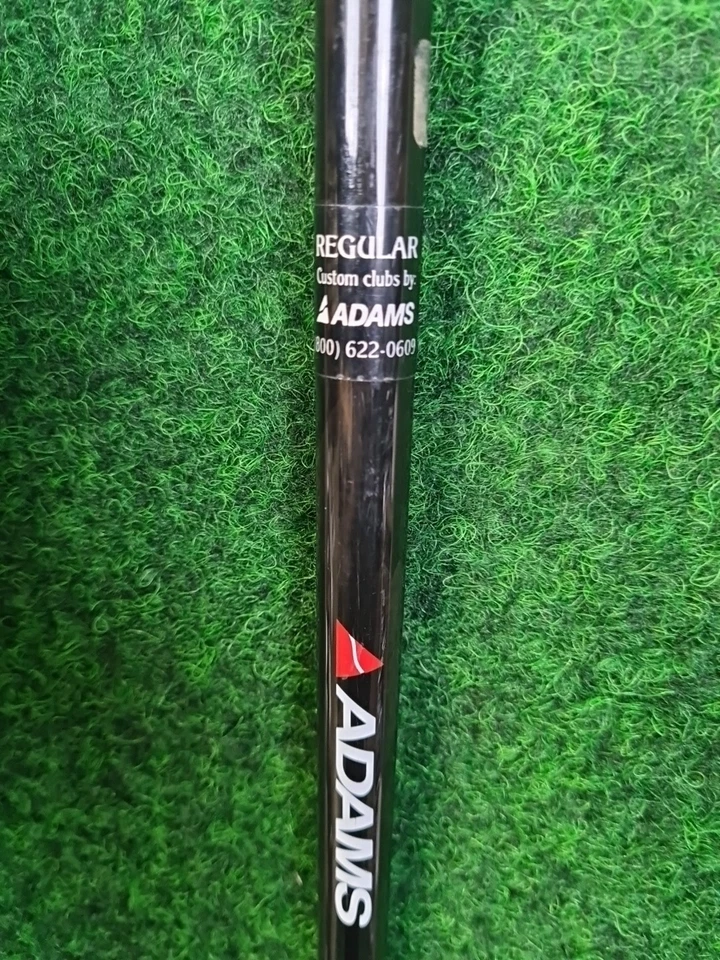 REGULAR
Custom clubs by:
ADAMS
800) 622-0609
ADAMS